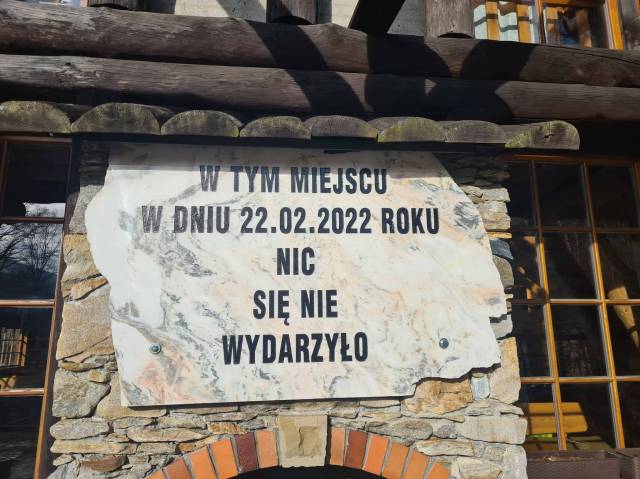 W TYM MIEJSCU
W DNIU 22.02.2022 ROKU
NIC
SIĘ NIE
WYDARZYŁO